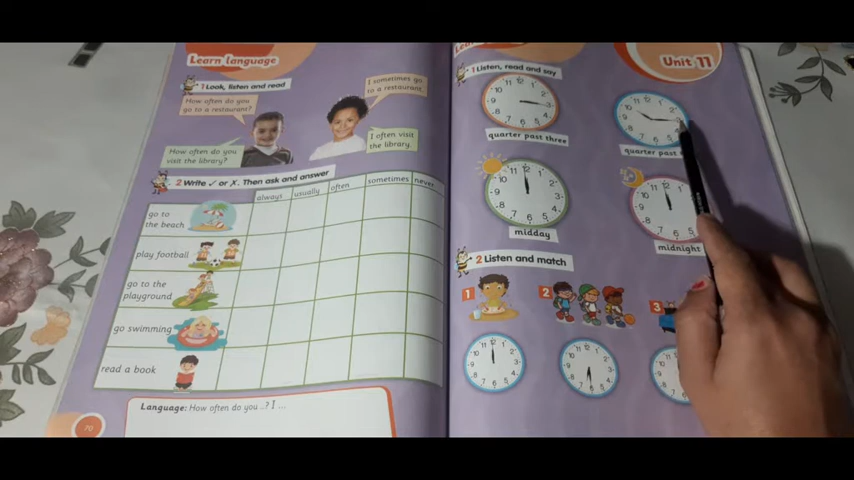 Learn language
1 Look, listen and read
How often do you
go to a restaurant?
I sometimes go
to a restaurant.
How often do you
visit the library?
I often visit
the library.
2 Write ✓ or ✗. Then ask and answer
always usually often sometimes never
go to
the beach
play football
go to the
playground
go swimming
read a book
Language: How often do you ..? I ...
70
Unit 11
1 Listen, read and say
quarter past three
quarter past
midday
midnight
2 Listen and match
1
2
3